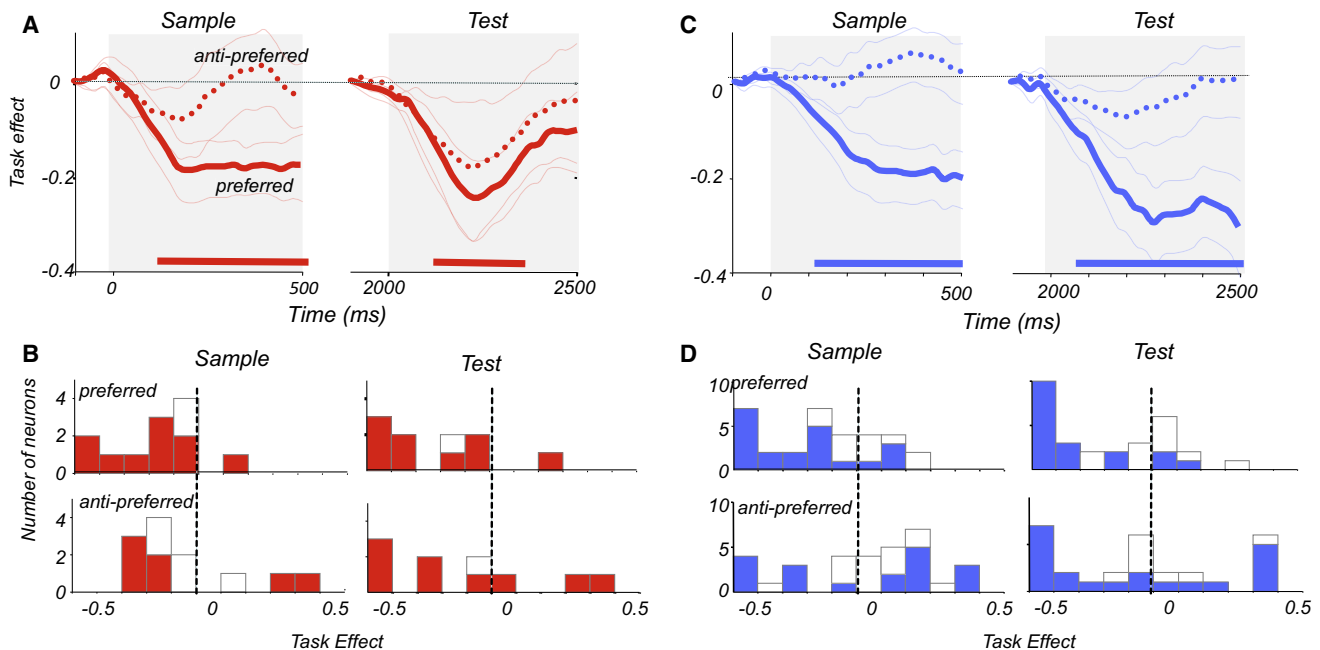 A
Sample
Test
Task effect
0
-0.2
-0.4
anti-preferred
preferred
0
500
2000
2500
Time (ms)
C
Sample
Test
0
-0.2
-0.4
0
500
2000
2500
Time (ms)
B
Sample
Test
Number of neurons
preferred
4
2
0
anti-preferred
4
2
0
-0.5
0
-0.5
0
0.5
Task Effect
D
Sample
Test
10
preferred
5
0
10
anti-preferred
5
0
-0.5
0
-0.5
0
0.5
Task Effect